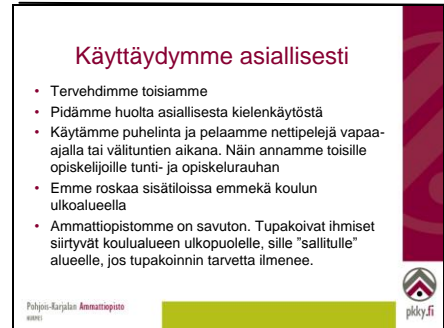 Käyttäydymme asiallisesti
• Tervehdimme toisiamme
• Pidämme huolta asiallisesta kielenkäytöstä
• Käytämme puhelinta ja pelaamme nettipelejä vapaa-
ajalla tai välituntien aikana. Näin annamme toisille
opiskelijoille tunti- ja opiskelurauhan
• Emme roskaa sisätiloissa emmekä koulun
ulkoalueella
• Ammattiopistomme on savuton. Tupakoivat ihmiset
siirtyvät koulualueen ulkopuolelle, sille ”sallitulle”
alueelle, jos tupakoinnin tarvetta ilmenee.
Pohjois-Karjalan Ammattiopisto
NURMES
pkky.fi